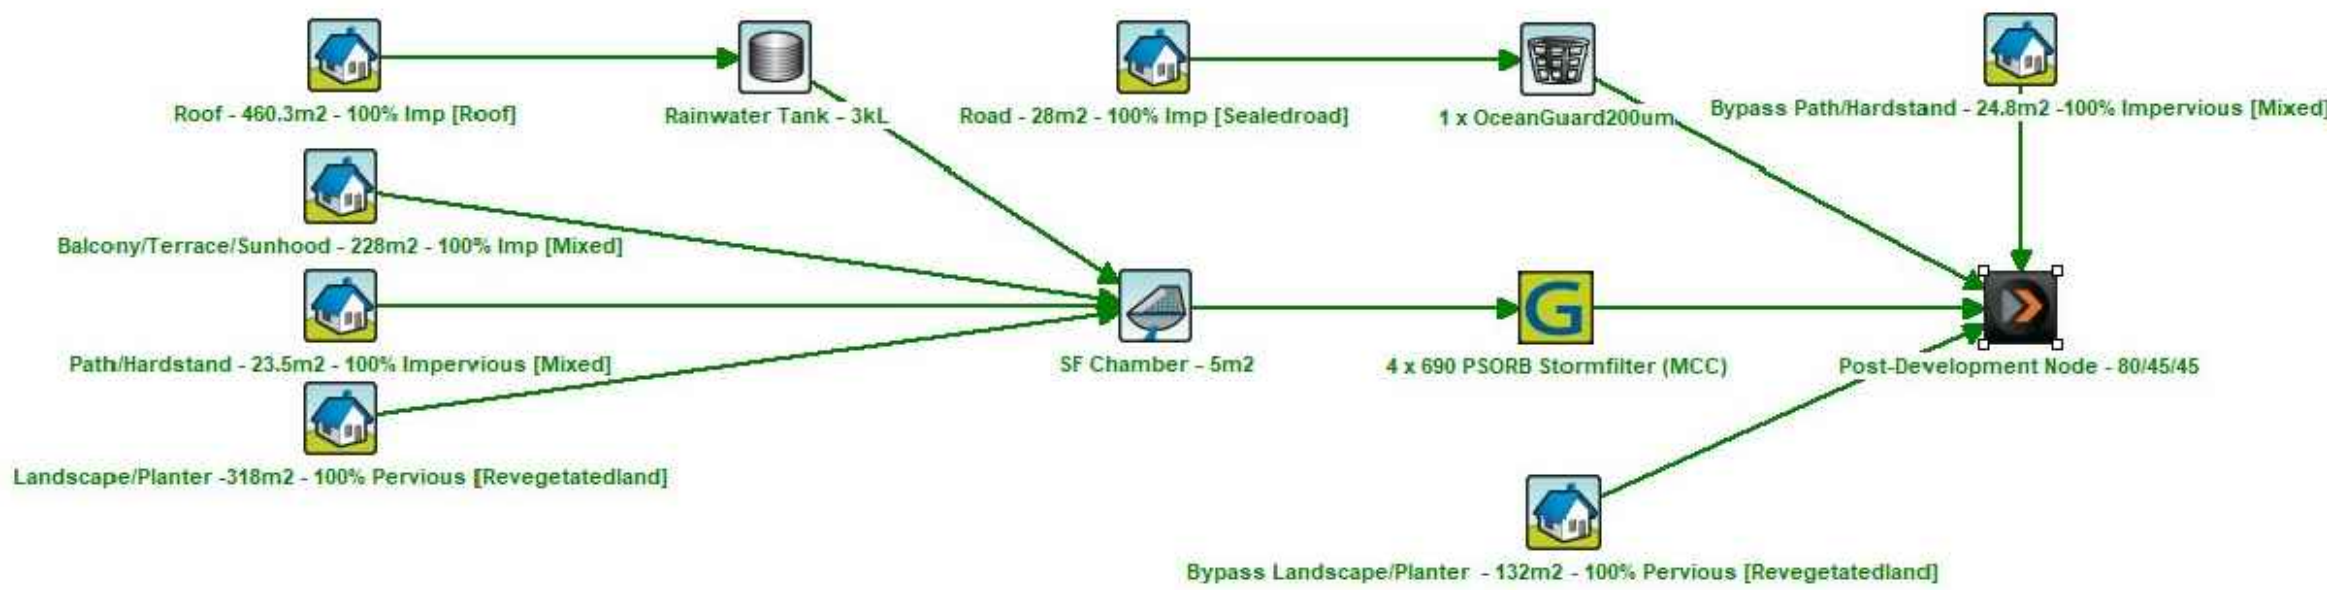 Roof - 460.3m2 - 100% Imp [Roof]
Rainwater Tank - 3kL
Road - 28m2 - 100% Imp [Sealedroad]
1 x OceanGuard200um
Bypass Path/Hardstand - 24.8m2 -100% Impervious [Mixed]
Balcony/Terrace/Sunhood - 228m2 - 100% Imp [Mixed]
Path/Hardstand - 23.5m2 - 100% Impervious [Mixed]
SF Chamber - 5m2
G
4 x 690 PSORB Stormfilter (MCC)
Post-Development Node - 80/45/45
Landscape/Planter -318m2 - 100% Pervious [Revegetatedland]
Bypass Landscape/Planter - 132m2 - 100% Pervious [Revegetatedland]